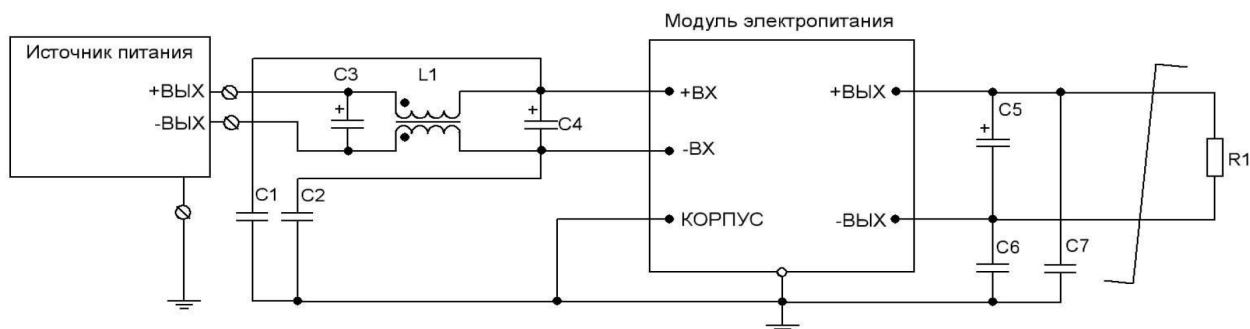 Модуль электропитания
Источник питания
C3
L1
+ВЫХ
-ВЫХ
+
+
C4
+ВХ
-ВХ
+ВЫХ
C5
+
R1
C1
C2
КОРПУС
-ВЫХ
C6
C7